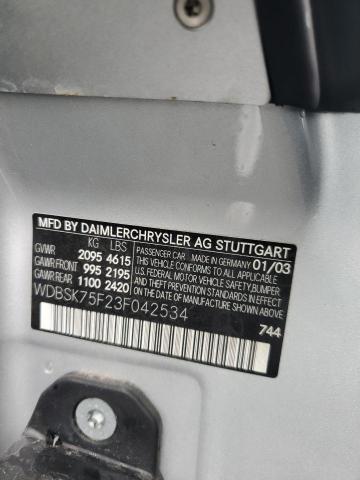 MFD BY DAIMLERCHRYSLER AG STUTTGART
KG LBS
GVWR 2095 4615
GAWR FRONT 995 2195
GAWR REAR 1100 2420
PASSENGER CAR MADE IN GERMANY 01/03
THIS VEHICLE CONFORMS TO ALL APPLICABLE
FEDERAL MOTOR VEHICLE SAFETY, BUMPER
AND THEFT PREVENTION STANDARDS
IN EFFECT ON THE DATE OF
MANUFACTURE SHOWN ABOVE.
WDBSK75F23F042534
744